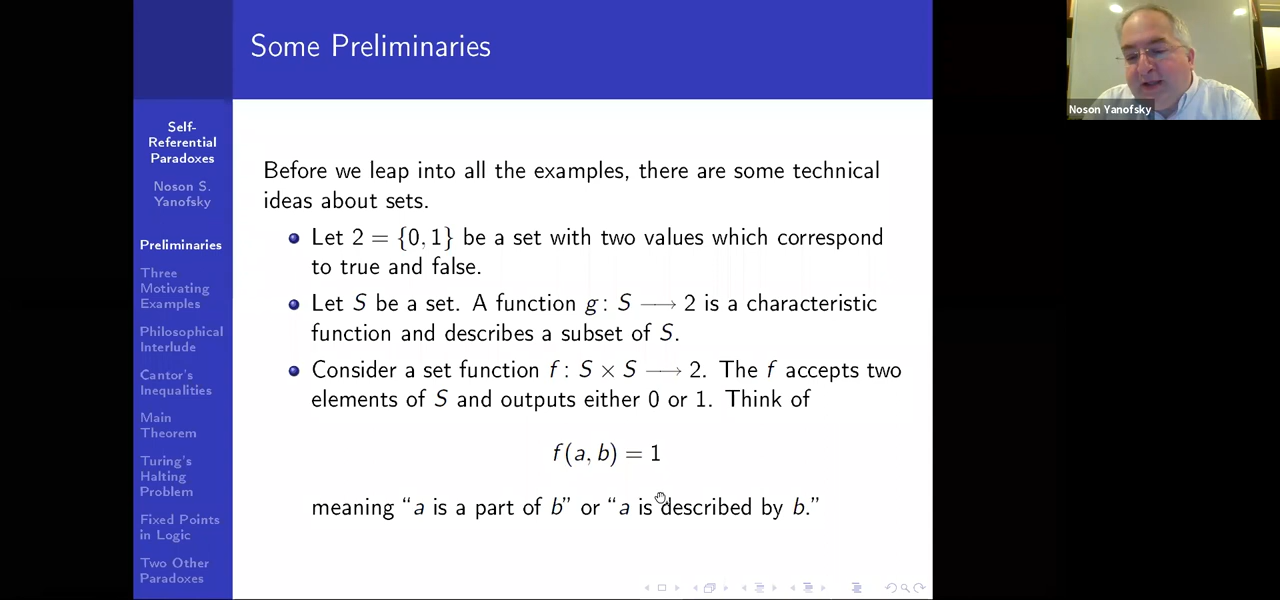 Some Preliminaries
Noson Yanofsky
Self-
Referential
Paradoxes
Noson S.
Yanofsky
Preliminaries
Three
Motivating
Examples
Philosophical
Interlude
Cantor's
Inequalities
Main
Theorem
Turing's
Halting
Problem
Fixed Points
in Logic
Two Other
Paradoxes
Before we leap into all the examples, there are some technical
ideas about sets.
Let 2 = {0, 1} be a set with two values which correspond
to true and false.
Let S be a set. A function g : S ⟶ 2 is a characteristic
function and describes a subset of S.
Consider a set function f : S × S ⟶ 2. The f accepts two
elements of S and outputs either 0 or 1. Think of
f(a, b) = 1
meaning “a is a part of b” or “a is described by b.”